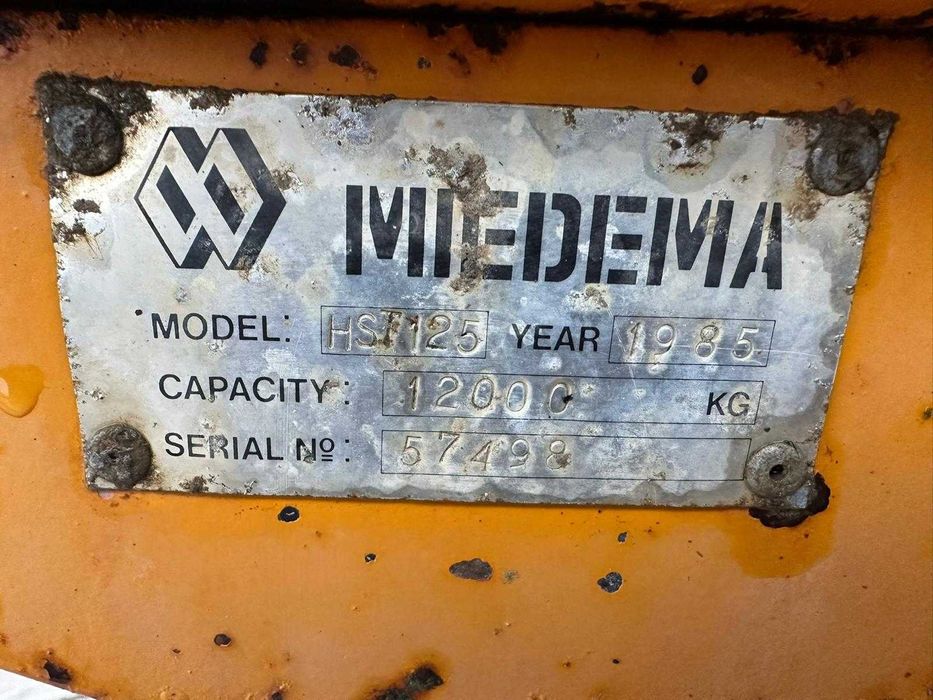 MIEDEMA
MODEL: HST125 YEAR 1985
CAPACITY: 12000 KG
SERIAL Nº: 57498